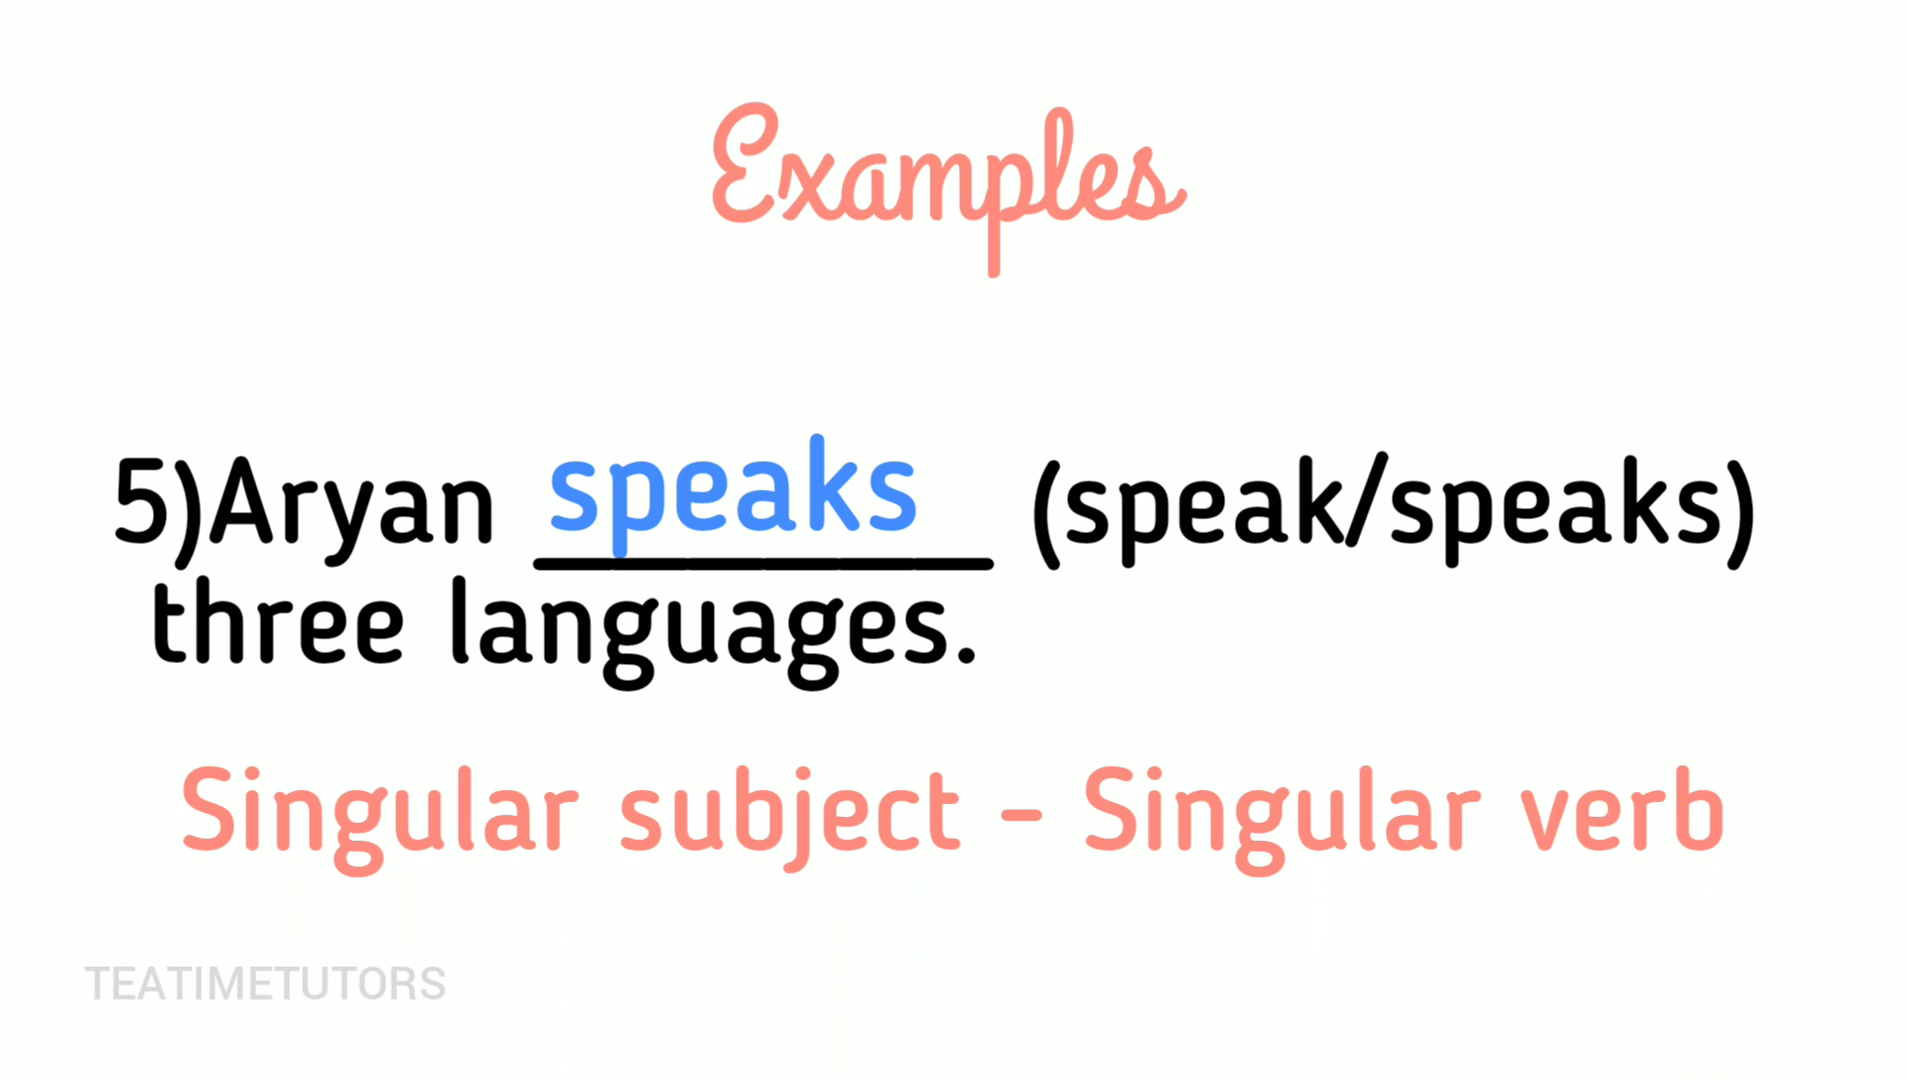 Examples
5)Aryan speaks (speak/speaks)
three languages.
Singular subject - Singular verb
TEATIMETUTORS